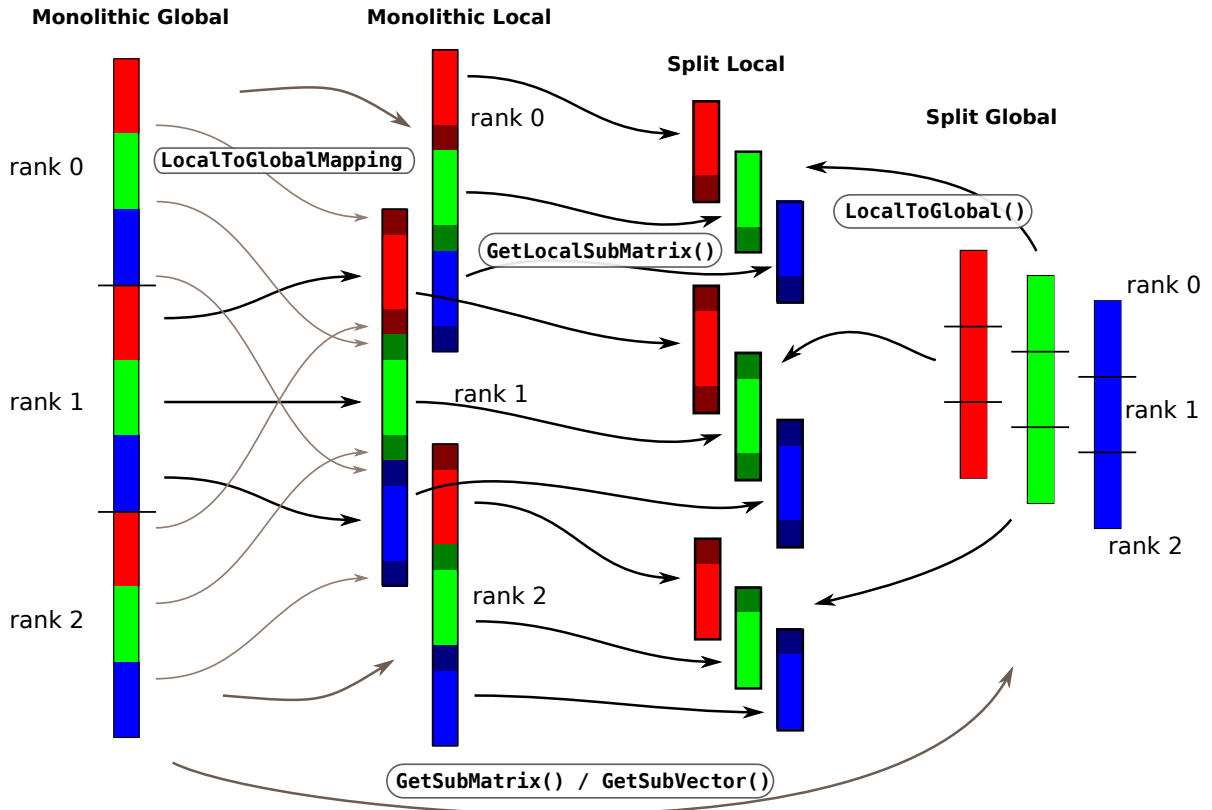 Monolithic Global
Monolithic Local
Split Local
Split Global
rank 0
rank 0
LocalToGlobalMapping
LocalToGlobal()
GetLocalSubMatrix()
rank 0
rank 1
rank 1
rank 1
rank 2
rank 2
rank 2
GetSubMatrix() / GetSubVector()